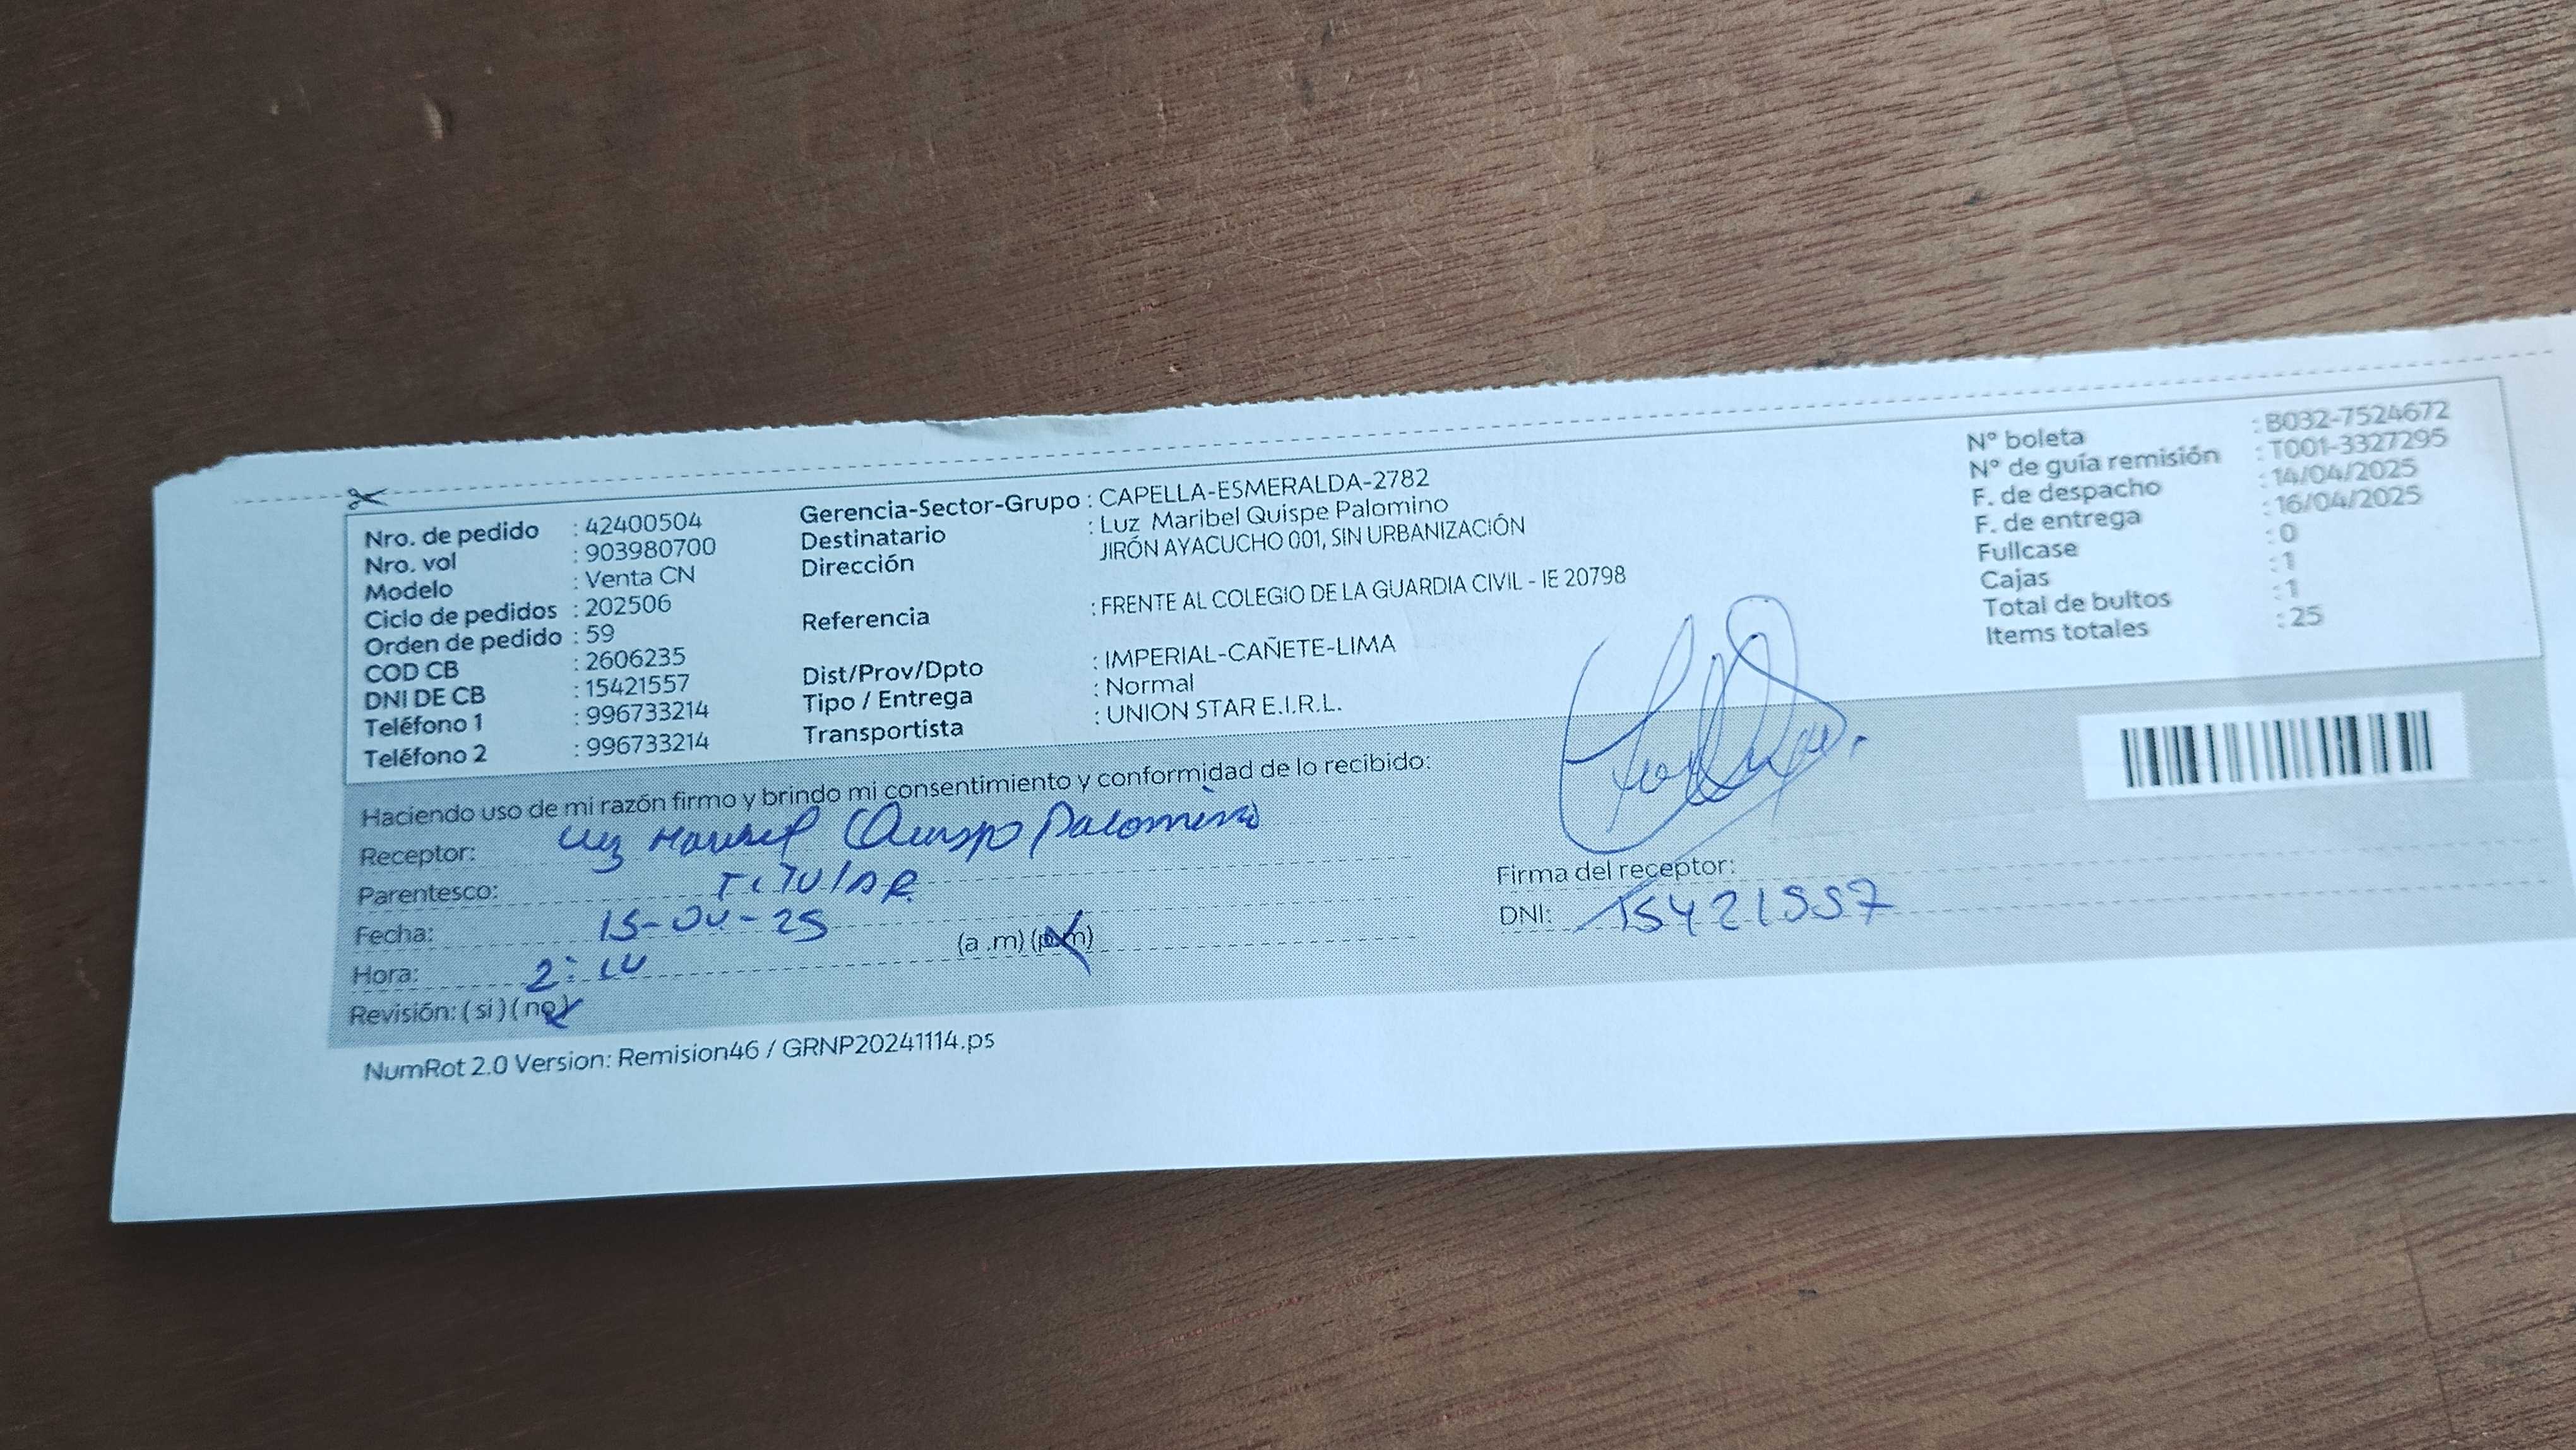 Nro. de pedido : 42400504
Nro. vol : 903980700
Modelo : Venta CN
Ciclo de pedidos : 202506
Orden de pedido : 59
COD CB : 2606235
DNI DE CB : 15421557
Teléfono 1 : 996733214
Teléfono 2 : 996733214
Gerencia-Sector-Grupo : CAPELLA-ESMERALDA-2782
Destinatario : Luz Maribel Quispe Palomino
Dirección JIRÓN AYACUCHO 001, SIN URBANIZACIÓN
Referencia : FRENTE AL COLEGIO DE LA GUARDIA CIVIL - IE 20798
Dist/Prov/Dpto : IMPERIAL-CAÑETE-LIMA
Tipo / Entrega : Normal
Transportista : UNION STAR E.I.R.L.
N° boleta : B032-7524672
N° de guía remisión : T001-3327295
F. de despacho : 14/04/2025
F. de entrega : 16/04/2025
Fullcase : 0
Cajas : 1
Total de bultos : 1
Items totales : 25
Haciendo uso de mi razón firmo y brindo mi consentimiento y conformidad de lo recibido:
Receptor: Luz Maribel Quispe Palomino
Parentesco: TITULAR
Fecha: 15-04-25
Hora: 2: (a .m) (p.m)
Revisión: ( si ) ( no )
Firma del receptor:
DNI: 15421557
NumRot 2.0 Version: Remision46 / GRNP20241114.ps